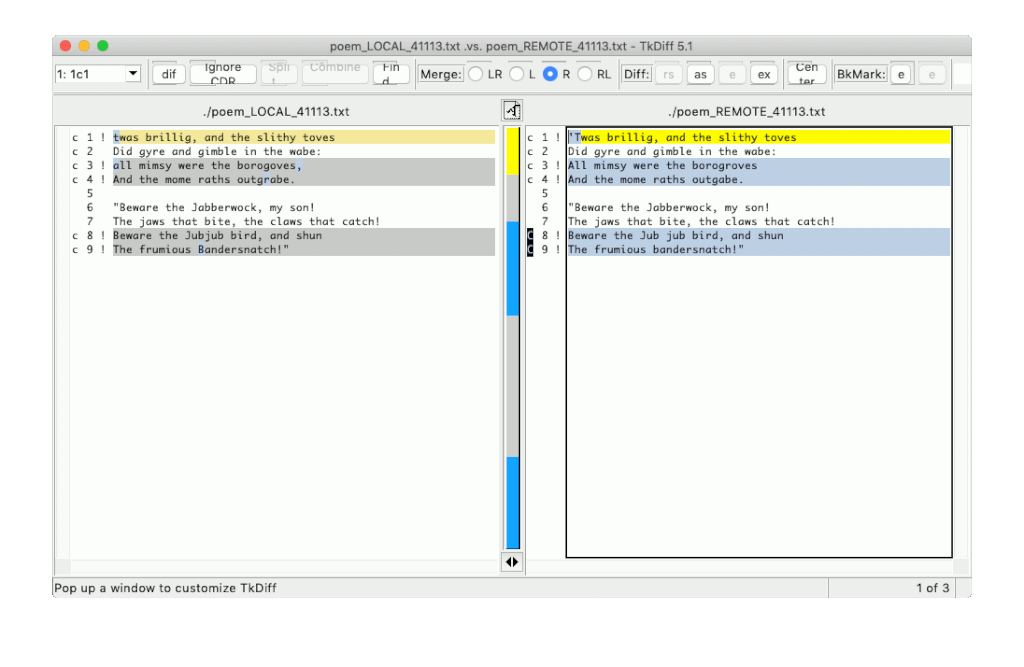 poem_LOCAL_41113.txt .vs. poem_REMOTE_41113.txt - TkDiff 5.1
1: 1c1 dif Ignore CDR Spli t Combine Fin d Merge: LR L R RL Diff: rs as e ex Cen ter BkMark: e e
./poem_LOCAL_41113.txt
c 1 ! twas brillig, and the slithy toves
c 2 Did gyre and gimble in the wabe:
c 3 ! all mimsy were the borogoves,
c 4 ! And the mome raths outgrabe.
5
6 "Beware the Jabberwock, my son!
7 The jaws that bite, the claws that catch!
c 8 ! Beware the Jubjub bird, and shun
c 9 ! The frumious Bandersnatch!"
./poem_REMOTE_41113.txt
c 1 ! 'Twas brillig, and the slithy toves
c 2 Did gyre and gimble in the wabe:
c 3 ! All mimsy were the borogroves
c 4 ! And the mome raths outgabe.
5
6 "Beware the Jabberwock, my son!
7 The jaws that bite, the claws that catch!
c 8 ! Beware the Jub jub bird, and shun
c 9 ! The frumious bandersnatch!"
Pop up a window to customize TkDiff
1 of 3